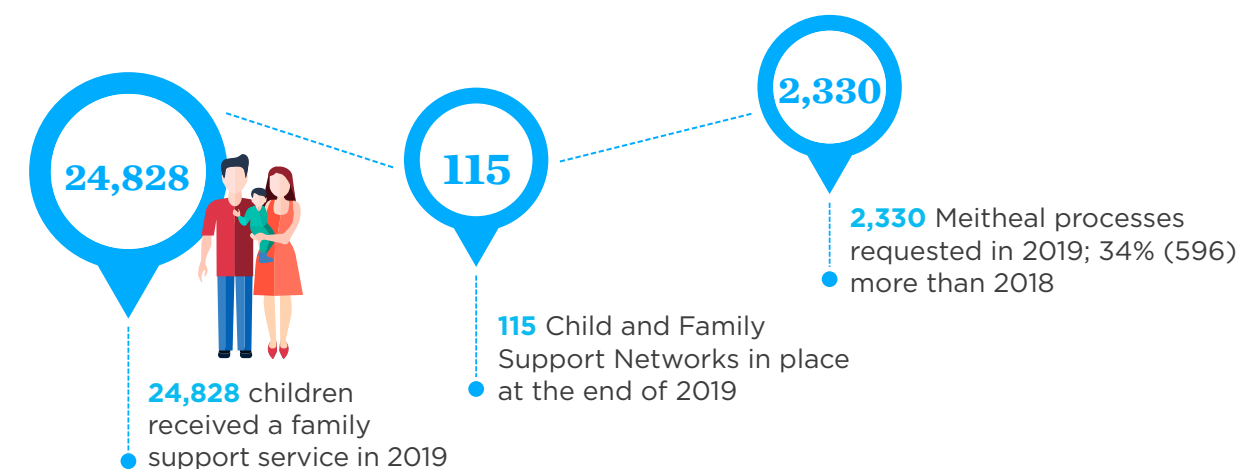 24,828
115
2,330
24,828 children
received a family
support service in 2019
115 Child and Family
Support Networks in place
at the end of 2019
2,330 Meitheal processes
requested in 2019; 34% (596)
more than 2018